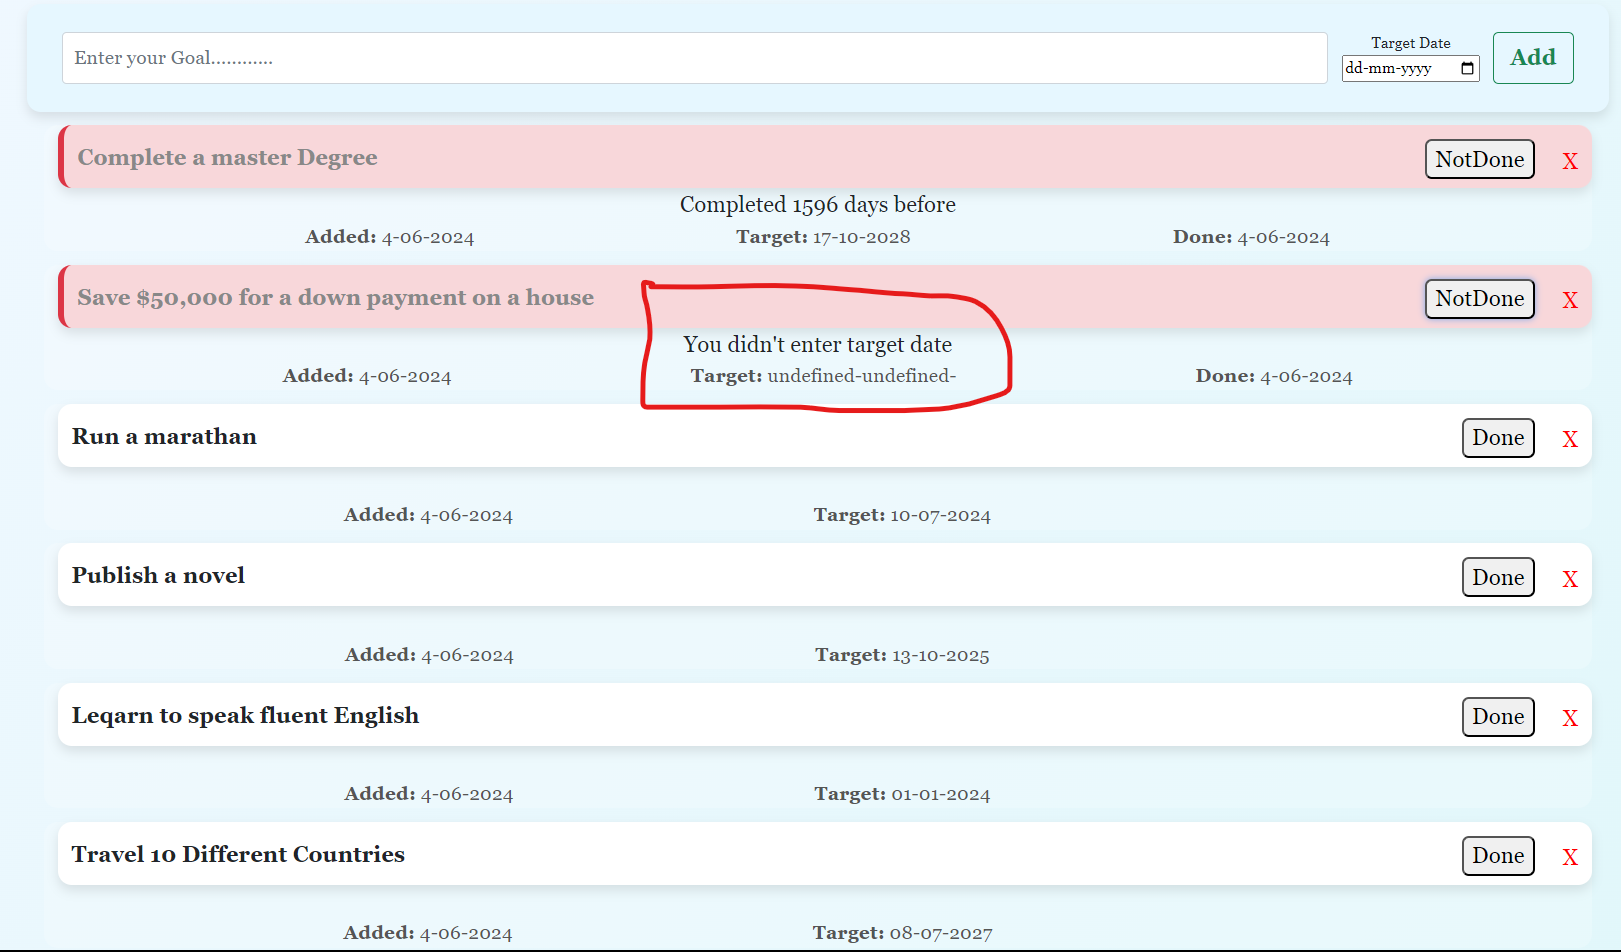 Enter your Goal............
Target Date
dd-mm-yyyy
Add
Complete a master Degree
NotDone
X
Completed 1596 days before
Added: 4-06-2024
Target: 17-10-2028
Done: 4-06-2024
Save $50,000 for a down payment on a house
NotDone
X
You didn't enter target date
Added: 4-06-2024
Target: undefined-undefined-
Done: 4-06-2024
Run a marathan
Done
X
Added: 4-06-2024
Target: 10-07-2024
Publish a novel
Done
X
Added: 4-06-2024
Target: 13-10-2025
Leqarn to speak fluent English
Done
X
Added: 4-06-2024
Target: 01-01-2024
Travel 10 Different Countries
Done
X
Added: 4-06-2024
Target: 08-07-2027